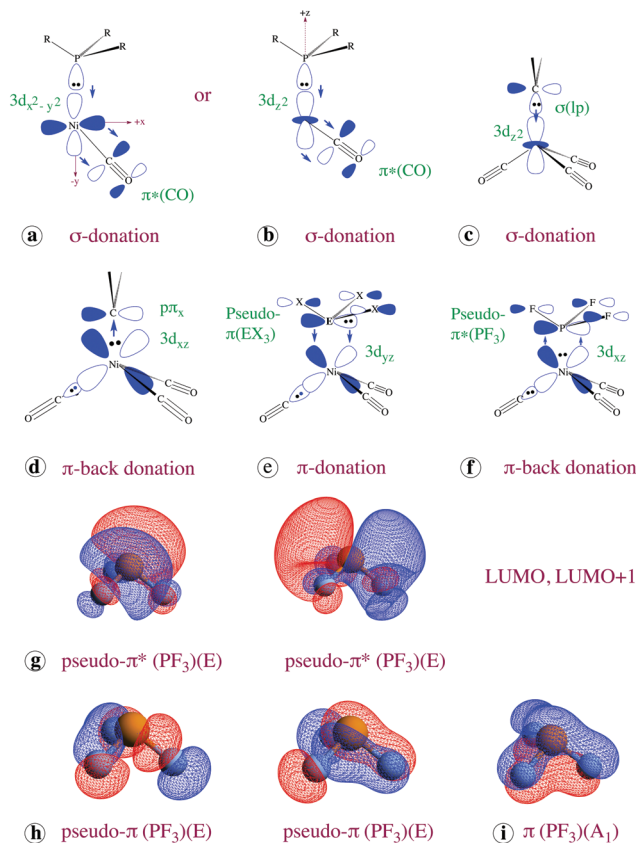 R R R P
3dx²-y²
Ni
+x
-y
C
O
π*(CO)
ⓐ σ-donation
or
+z
R R R P
3dz²
C
O
π*(CO)
ⓑ σ-donation
C
σ(lp)
3dz²
O C C O C O
ⓒ σ-donation
C
pπx
3dxz
Ni
O C C O C O
ⓓ π-back donation
Pseudo-
π(EX₃)
X X X E
3dyz
Ni
O C C O C O
ⓔ π-donation
Pseudo-
π*(PF₃)
F F F P
3dxz
Ni
O C C O C O
ⓕ π-back donation
LUMO, LUMO+1
ⓖ pseudo-π* (PF₃)(E) pseudo-π* (PF₃)(E)
ⓗ pseudo-π (PF₃)(E) pseudo-π (PF₃)(E) ⓘ π (PF₃)(A₁)